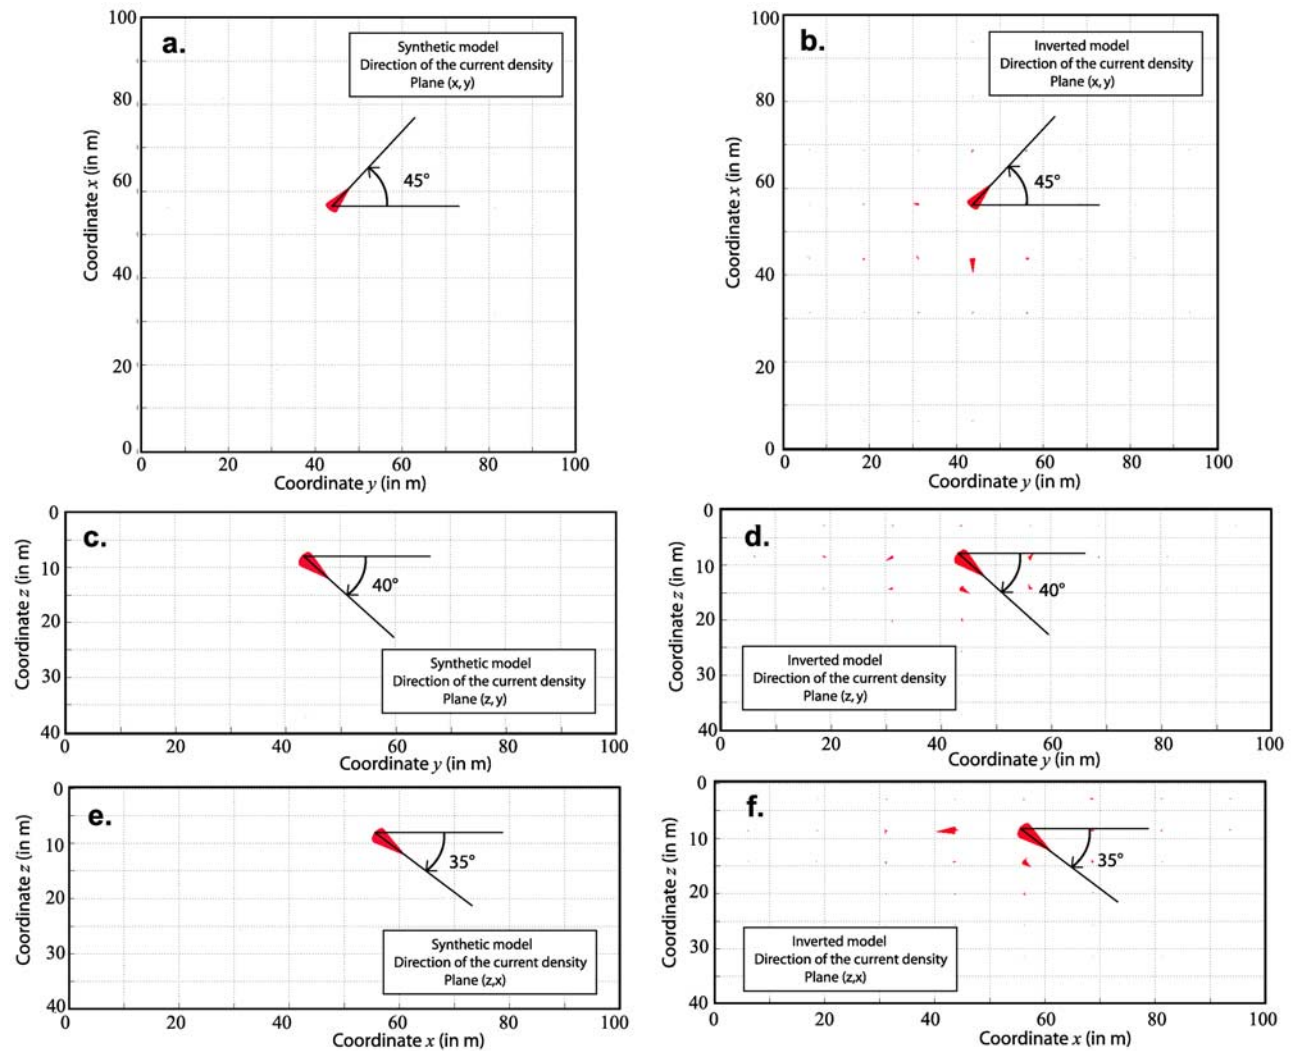 a.
Synthetic model
Direction of the current density
Plane (x, y)
45°
100
80
60
40
20
0
Coordinate x (in m)
0 20 40 60 80 100
Coordinate y (in m)
b.
Inverted model
Direction of the current density
Plane (x, y)
45°
100
80
60
40
20
0
Coordinate x (in m)
0 20 40 60 80 100
Coordinate y (in m)
c.
40°
Synthetic model
Direction of the current density
Plane (z, y)
0
10
20
30
40
Coordinate z (in m)
0 20 40 60 80 100
Coordinate y (in m)
d.
40°
Inverted model
Direction of the current density
Plane (z, y)
0
10
20
30
40
Coordinate z (in m)
0 20 40 60 80 100
Coordinate y (in m)
e.
35°
Synthetic model
Direction of the current density
Plane (z,x)
0
10
20
30
40
Coordinate z (in m)
0 20 40 60 80 100
Coordinate x (in m)
f.
35°
Inverted model
Direction of the current density
Plane (z,x)
0
10
20
30
40
Coordinate z (in m)
0 20 40 60 80 100
Coordinate x (in m)